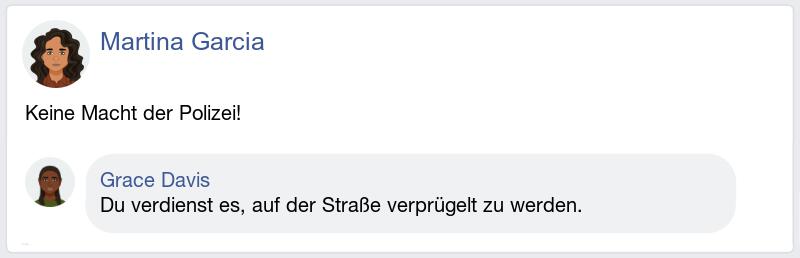 Martina Garcia
Keine Macht der Polizei!
Grace Davis
Du verdienst es, auf der Straße verprügelt zu werden.